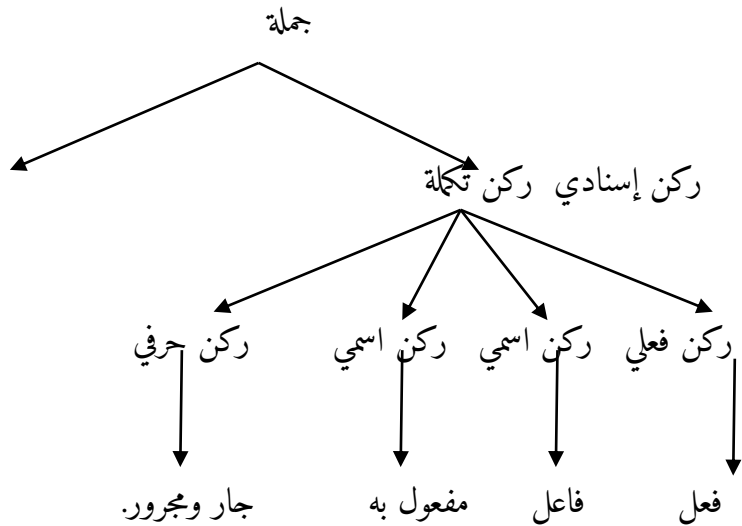 جملة
ركن إسنادي ركن تكملة
ركن فعلي ركن اسمي ركن اسمي ركن حرفي
فعل فاعل مفعول به جار ومجرور.